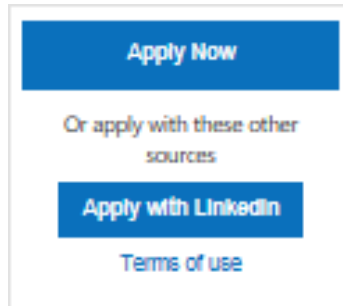 Apply Now
Or apply with these other
sources
Apply with LinkedIn
Terms of use